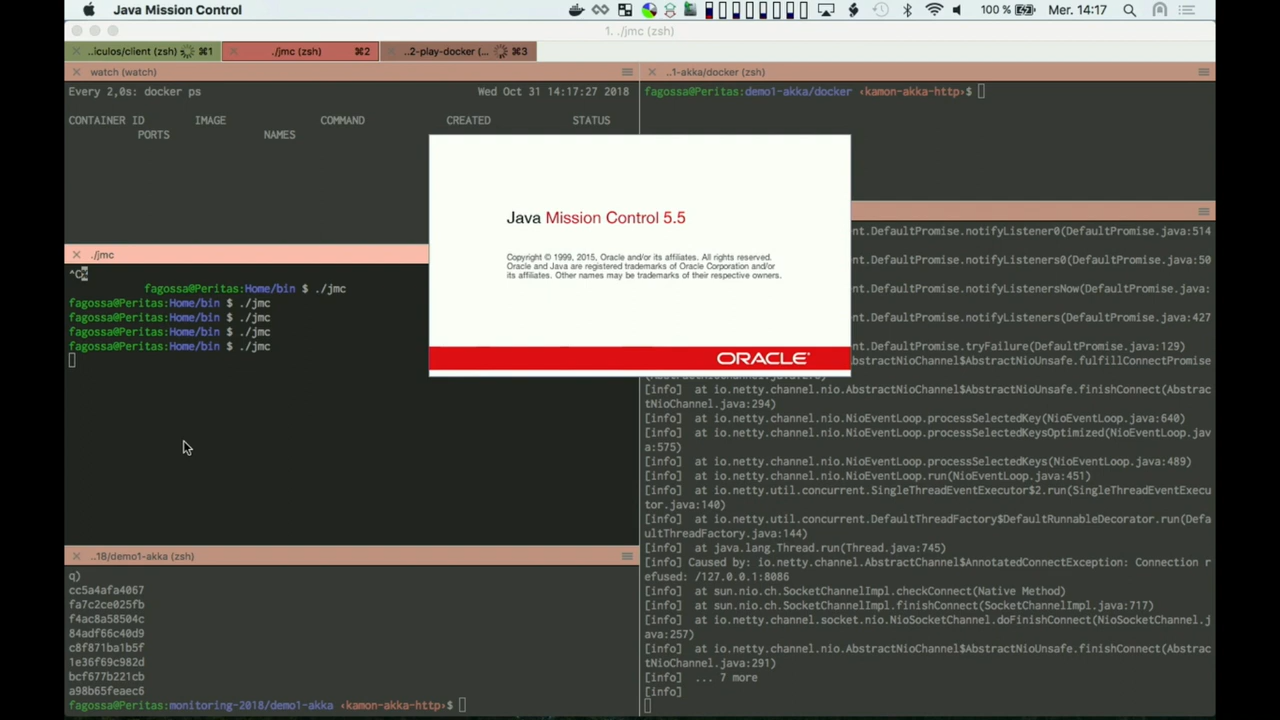 Java Mission Control
100 %
Mer. 14:17
1. ./jmc (zsh)
..iculos/client (zsh)
⌘1
./jmc (zsh)
⌘2
..2-play-docker (...
⌘3
watch (watch)
Every 2,0s: docker ps
Wed Oct 31 14:17:27 2018
CONTAINER ID IMAGE COMMAND CREATED STATUS
PORTS NAMES
./jmc
^C
fagossa@Peritas:Home/bin $ ./jmc
fagossa@Peritas:Home/bin $ ./jmc
fagossa@Peritas:Home/bin $ ./jmc
fagossa@Peritas:Home/bin $ ./jmc
fagossa@Peritas:Home/bin $ ./jmc
..18/demo1-akka (zsh)
q)
cc5a4afa4067
fa7c2ce025fb
f4ac8a58504c
84adf66c40d9
c8f871ba1b5f
1e36f69c982d
bcf677b221cb
a98b65feaec6
fagossa@Peritas:monitoring-2018/demo1-akka ‹kamon-akka-http›$
..1-akka/docker (zsh)
fagossa@Peritas:demo1-akka/docker ‹kamon-akka-http›$
Java Mission Control 5.5
Copyright © 1999, 2015, Oracle and/or its affiliates. All rights reserved.
Oracle and Java are registered trademarks of Oracle Corporation and/or
its affiliates. Other names may be trademarks of their respective owners.
ORACLE
nt.DefaultPromise.notifyListener0(DefaultPromise.java:514
nt.DefaultPromise.notifyListeners0(DefaultPromise.java:50
nt.DefaultPromise.notifyListenersNow(DefaultPromise.java:
nt.DefaultPromise.notifyListeners(DefaultPromise.java:427
nt.DefaultPromise.tryFailure(DefaultPromise.java:129)
bstractNioChannel$AbstractNioUnsafe.fulfillConnectPromise
[info] at io.netty.channel.nio.AbstractNioChannel$AbstractNioUnsafe.finishConnect(Abstrac
tNioChannel.java:294)
[info] at io.netty.channel.nio.NioEventLoop.processSelectedKey(NioEventLoop.java:640)
[info] at io.netty.channel.nio.NioEventLoop.processSelectedKeysOptimized(NioEventLoop.jav
a:575)
[info] at io.netty.channel.nio.NioEventLoop.processSelectedKeys(NioEventLoop.java:489)
[info] at io.netty.channel.nio.NioEventLoop.run(NioEventLoop.java:451)
[info] at io.netty.util.concurrent.SingleThreadEventExecutor$2.run(SingleThreadEventExecu
tor.java:140)
[info] at io.netty.util.concurrent.DefaultThreadFactory$DefaultRunnableDecorator.run(Defa
ultThreadFactory.java:144)
[info] at java.lang.Thread.run(Thread.java:745)
[info] Caused by: io.netty.channel.AbstractChannel$AnnotatedConnectException: Connection r
efused: /127.0.0.1:8086
[info] at sun.nio.ch.SocketChannelImpl.checkConnect(Native Method)
[info] at sun.nio.ch.SocketChannelImpl.finishConnect(SocketChannelImpl.java:717)
[info] at io.netty.channel.socket.nio.NioSocketChannel.doFinishConnect(NioSocketChannel.j
ava:257)
[info] at io.netty.channel.nio.AbstractNioChannel$AbstractNioUnsafe.finishConnect(Abstrac
tNioChannel.java:291)
[info] ... 7 more
[info]